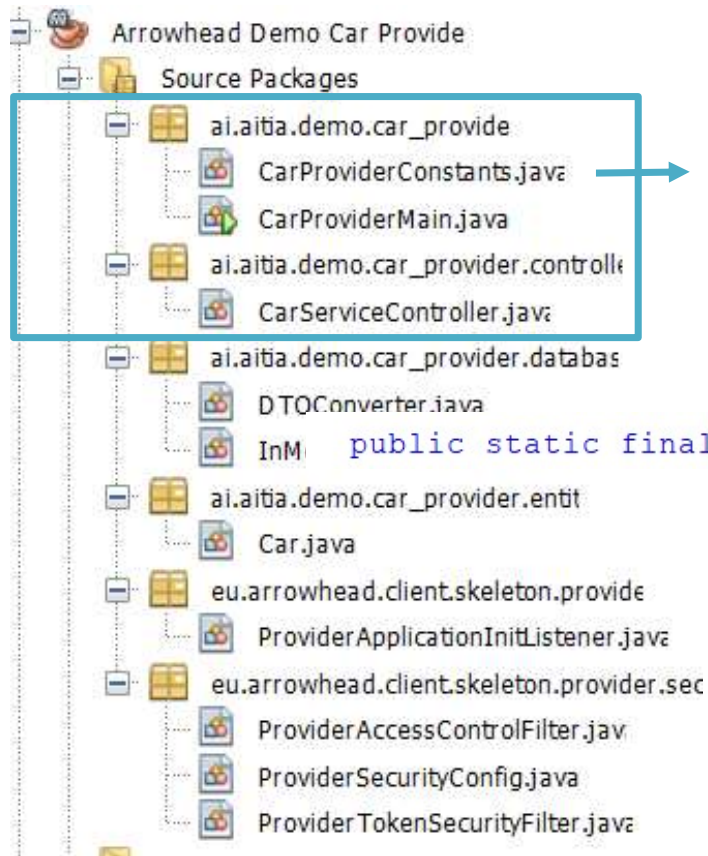 Arrowhead Demo Car Provide
Source Packages
ai.aitia.demo.car_provide
CarProviderConstants.java
CarProviderMain.java
ai.aitia.demo.car_provider.controlle
CarServiceController.java
ai.aitia.demo.car_provider.databas
DTOConverter.java
InM public static final
ai.aitia.demo.car_provider.entit
Car.java
eu.arrowhead.client.skeleton.provide
ProviderApplicationInitListener.java
eu.arrowhead.client.skeleton.provider.sec
ProviderAccessControlFilter.jav
ProviderSecurityConfig.java
ProviderTokenSecurityFilter.java